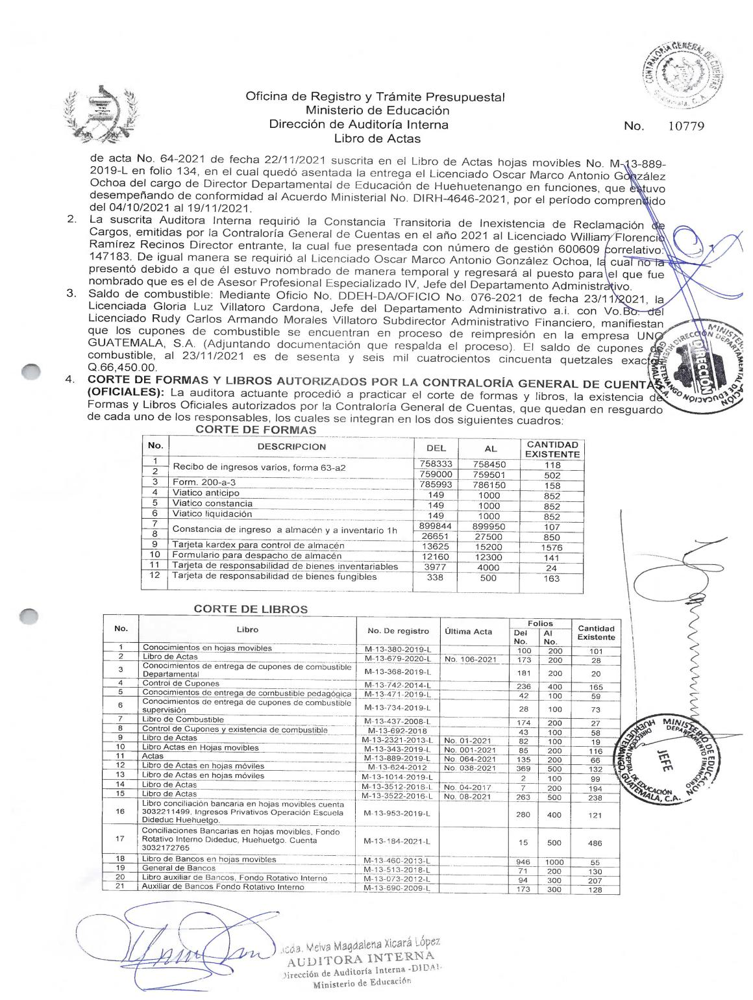 CONTRALORÍA GENERAL DE CUENTAS
Guatemala, C. A.
Oficina de Registro y Trámite Presupuestal
Ministerio de Educación
Dirección de Auditoría Interna
Libro de Actas
No. 10779
de acta No. 64-2021 de fecha 22/11/2021 suscrita en el Libro de Actas hojas movibles No. M-13-889-
2019-L en folio 134, en el cual quedó asentada la entrega el Licenciado Oscar Marco Antonio González
Ochoa del cargo de Director Departamental de Educación de Huehuetenango en funciones, que estuvo
desempeñando de conformidad al Acuerdo Ministerial No. DIRH-4646-2021, por el período comprendido
del 04/10/2021 al 19/11/2021.
2. La suscrita Auditora Interna requirió la Constancia Transitoria de Inexistencia de Reclamación de
Cargos, emitidas por la Contraloría General de Cuentas en el año 2021 al Licenciado William Florencio
Ramírez Recinos Director entrante, la cual fue presentada con número de gestión 600609 correlativo:
147183. De igual manera se requirió al Licenciado Oscar Marco Antonio González Ochoa, la cual no la
presentó debido a que él estuvo nombrado de manera temporal y regresará al puesto para el que fue
nombrado que es el de Asesor Profesional Especializado IV, Jefe del Departamento Administrativo.
3. Saldo de combustible: Mediante Oficio No. DDEH-DA/OFICIO No. 076-2021 de fecha 23/11/2021, la
Licenciada Gloria Luz Villatoro Cardona, Jefe del Departamento Administrativo a.i. con Vo.Bo. del
Licenciado Rudy Carlos Armando Morales Villatoro Subdirector Administrativo Financiero, manifiestan
que los cupones de combustible se encuentran en proceso de reimpresión en la empresa UNO
GUATEMALA, S.A. (Adjuntando documentación que respalda el proceso). El saldo de cupones de
combustible, al 23/11/2021 es de sesenta y seis mil cuatrocientos cincuenta quetzales exactos
Q.66,450.00.
4. CORTE DE FORMAS Y LIBROS AUTORIZADOS POR LA CONTRALORÍA GENERAL DE CUENTAS
(OFICIALES): La auditora actuante procedió a practicar el corte de formas y libros, la existencia de
Formas y Libros Oficiales autorizados por la Contraloría General de Cuentas, que quedan en resguardo
de cada uno de los responsables, los cuales se integran en los dos siguientes cuadros:
CORTE DE FORMAS
No. DESCRIPCION DEL AL CANTIDAD EXISTENTE
1 Recibo de ingresos varios, forma 63-a2 758333 758450 118
2 759000 759501 502
3 Form. 200-a-3 785993 786150 158
4 Viatico anticipo 149 1000 852
5 Viatico constancia 149 1000 852
6 Viatico liquidación 149 1000 852
7 Constancia de ingreso a almacén y a inventario 1h 899844 899950 107
8 26651 27500 850
9 Tarjeta kardex para control de almacén 13625 15200 1576
10 Formulario para despacho de almacén 12160 12300 141
11 Tarjeta de responsabilidad de bienes inventariables 3977 4000 24
12 Tarjeta de responsabilidad de bienes fungibles 338 500 163
CORTE DE LIBROS
No. Libro No. De registro Última Acta Folios Del No. Al No. Cantidad Existente
1 Conocimientos en hojas movibles M-13-380-2019-L 100 200 101
2 Libro de Actas M-13-679-2020-L No. 106-2021 173 200 28
3 Conocimientos de entrega de cupones de combustible
Departamental M-13-368-2019-L 181 200 20
4 Control de Cupones M-13-742-2014-L 236 400 165
5 Conocimientos de entrega de combustible pedagógica M-13-471-2019-L 42 100 59
6 Conocimientos de entrega de cupones de combustible
supervisión M-13-734-2019-L 28 100 73
7 Libro de Combustible M-13-437-2008-L 174 200 27
8 Control de Cupones y existencia de combustible M-13-692-2018 43 100 58
9 Libro de Actas M-13-2321-2013-L No. 01-2021 82 100 19
10 Libro Actas en Hojas movibles M-13-343-2019-L No. 001-2021 85 200 116
11 Actas M-13-889-2019-L No. 064-2021 135 200 66
12 Libro de Actas en hojas móviles M-13-624-2012 No. 038-2021 369 500 132
13 Libro de Actas en hojas móviles M-13-1014-2019-L 2 100 99
14 Libro de Actas M-13-3512-2016-L No. 04-2017 7 200 194
15 Libro de Actas M-13-3522-2016-L No. 08-2021 263 500 238
16 Libro conciliación bancaria en hojas movibles cuenta
3032211499, Ingresos Privativos Operación Escuela
Dideduc Huehuetgo. M-13-953-2019-L 280 400 121
17 Conciliaciones Bancarias en hojas movibles, Fondo
Rotativo Interno Dideduc, Huehuetgo. Cuenta
3032172765 M-13-184-2021-L 15 500 486
18 Libro de Bancos en hojas movibles M-13-460-2013-L 946 1000 55
19 General de Bancos M-13-513-2018-L 71 200 130
20 Libro auxiliar de Bancos, Fondo Rotativo Interno M-13-073-2012-L 94 300 207
21 Auxiliar de Bancos Fondo Rotativo Interno M-13-690-2009-L 173 300 128
DIRECCIÓN
MINISTERIO DE EDUCACIÓN
DEPARTAMENTO FINANCIERO
DIRECCIÓN DEPTAL. DE EDUCACIÓN
HUEHUETENANGO, GUATEMALA, C.A.
JEFE
Licda. Melva Magdalena Xicará López
AUDITORA INTERNA
Dirección de Auditoría Interna -DIDAI-
Ministerio de Educación